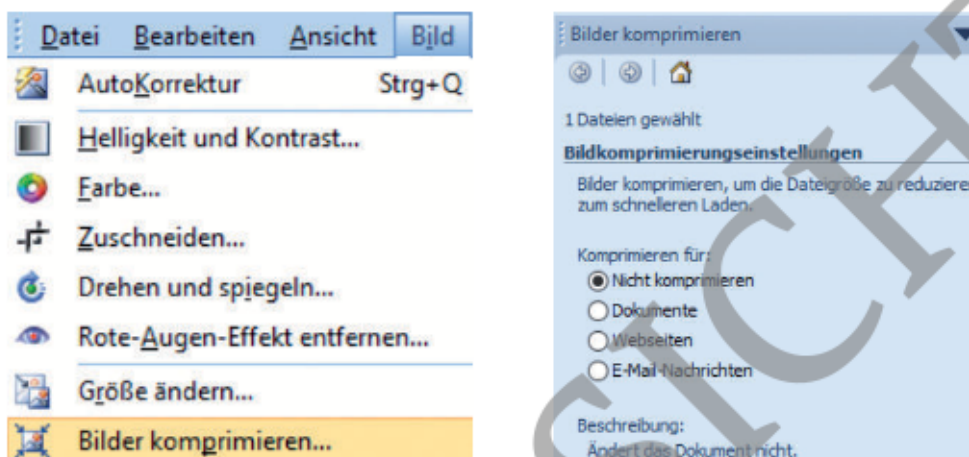 Datei Bearbeiten Ansicht Bild
AutoKorrektur Strg+Q
Helligkeit und Kontrast...
Farbe...
Zuschneiden...
Drehen und spiegeln...
Rote-Augen-Effekt entfernen...
Größe ändern...
Bilder komprimieren...
Bilder komprimieren
1 Dateien gewählt
Bildkomprimierungseinstellungen
Bilder komprimieren, um die Dateigröße zu reduziere
zum schnelleren Laden.
Komprimieren für:
Nicht komprimieren
Dokumente
Webseiten
E-Mail-Nachrichten
Beschreibung:
Ändert das Dokument nicht.
SICHT